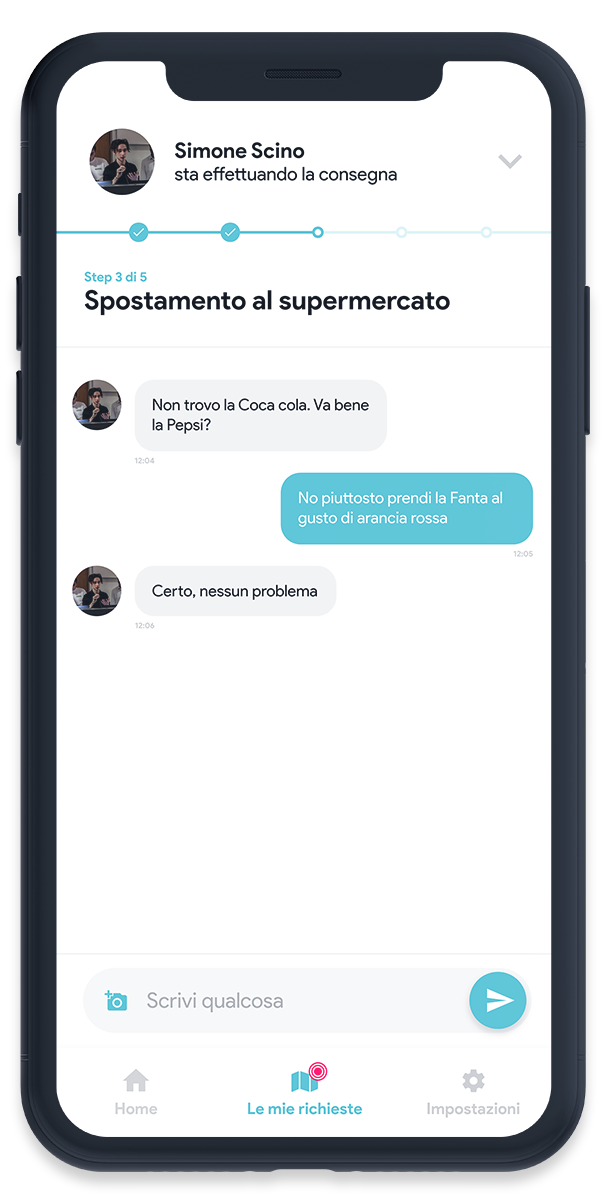 Simone Scino
sta effettuando la consegna
Step 3 di 5
Spostamento al supermercato
Non trovo la Coca cola. Va bene
la Pepsi?
12:04
No piuttosto prendi la Fanta al
gusto di arancia rossa
12:05
Certo, nessun problema
12:06
Scrivi qualcosa
Home
Le mie richieste
Impostazioni